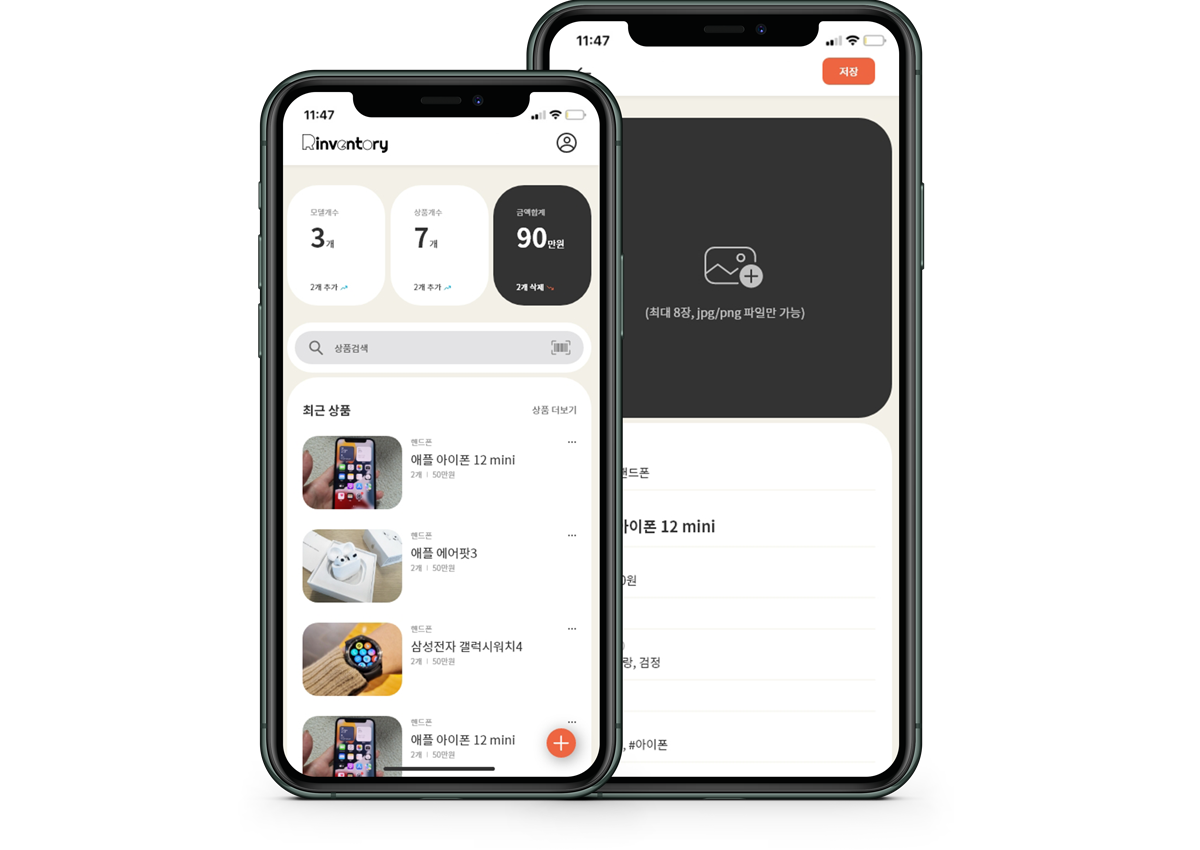 11:47
Rinventory
모델개수
3개
2개 추가
상품개수
7개
2개 추가
금액합계
90만원
2개 삭제
상품검색
최근 상품
상품 더보기
핸드폰
애플 아이폰 12 mini
2개 | 50만원
핸드폰
애플 에어팟3
2개 | 50만원
핸드폰
삼성전자 갤럭시워치4
2개 | 50만원
핸드폰
애플 아이폰 12 mini
2개 | 50만원
11:47
저장
(최대 8장, jpg/png 파일만 가능)
핸드폰
아이폰 12 mini
0원
랑, 검정
, #아이폰